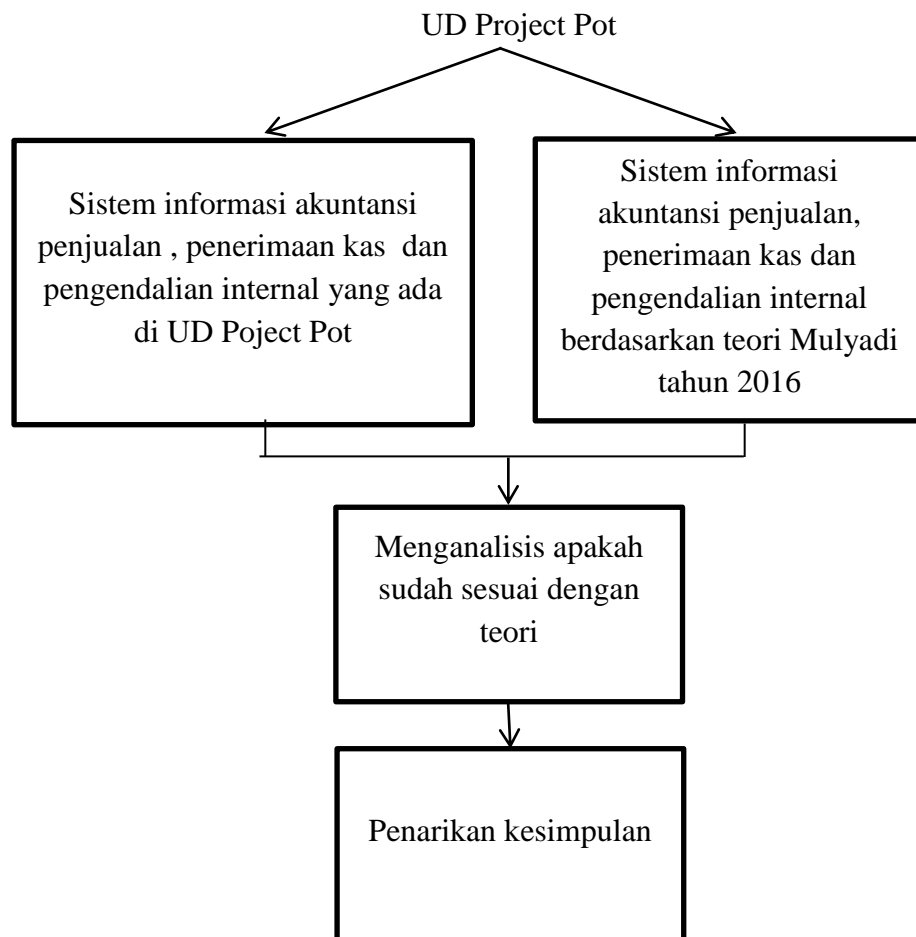 UD Project Pot
Sistem informasi akuntansi
penjualan , penerimaan kas  dan
pengendalian internal yang ada
di UD Poject Pot
Sistem informasi
akuntansi penjualan,
penerimaan kas dan
pengendalian internal
berdasarkan teori Mulyadi
tahun 2016
Menganalisis apakah
sudah sesuai dengan
teori
Penarikan kesimpulan